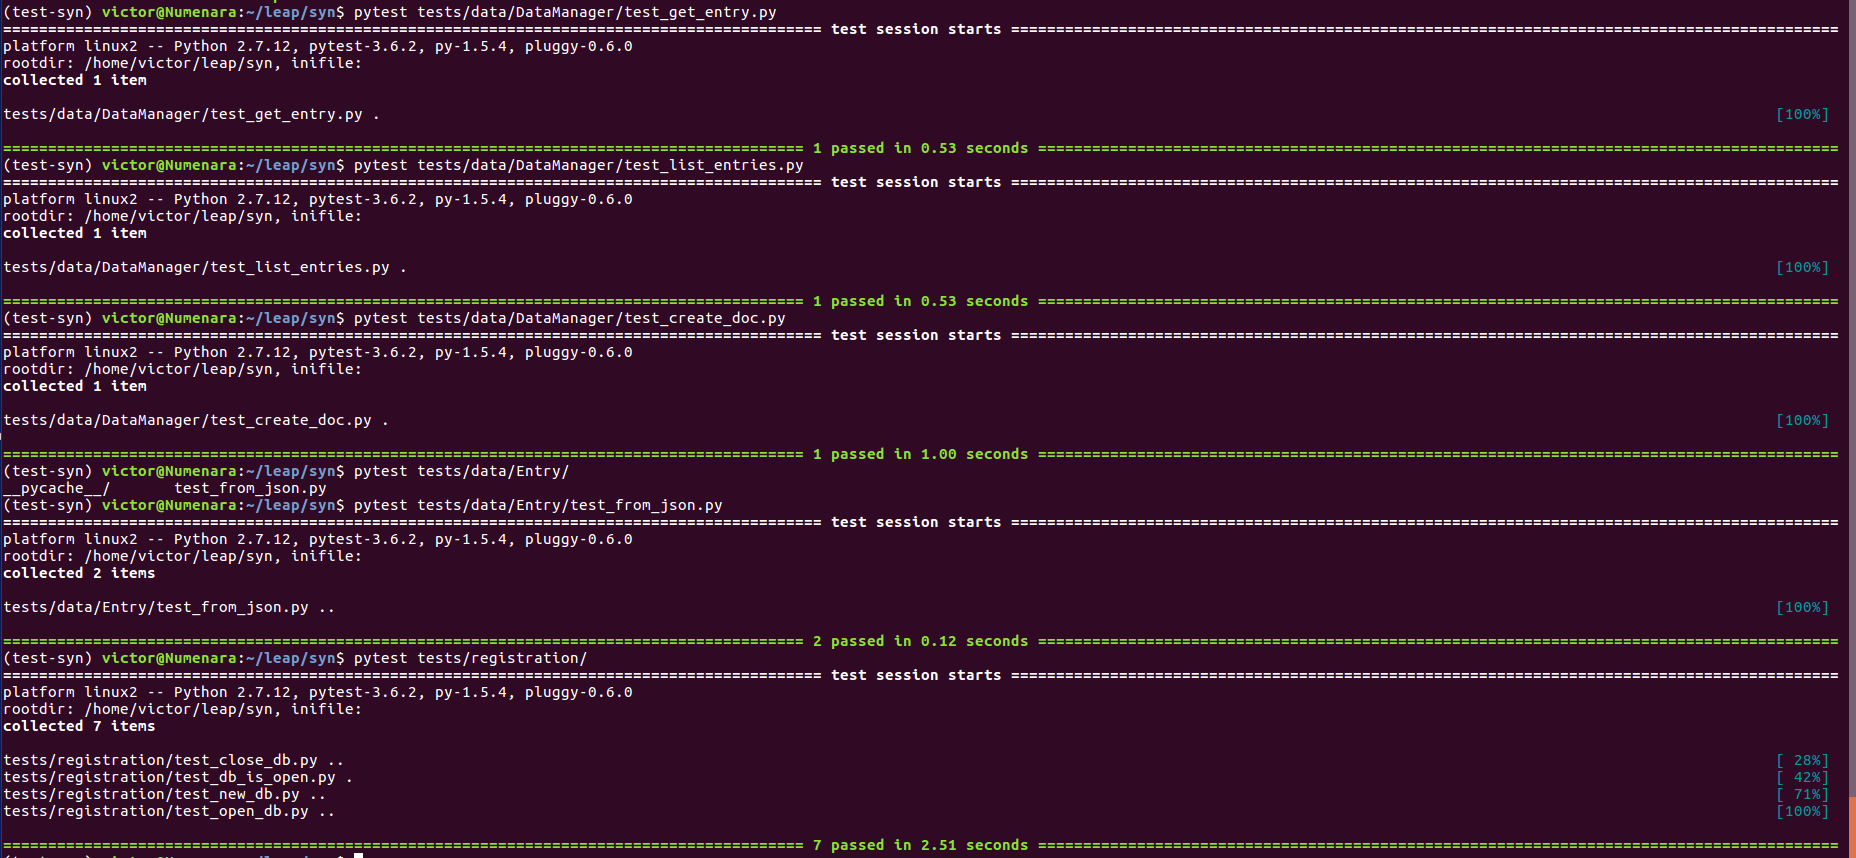 (test-syn) victor@Numenara:~/leap/syn$ pytest tests/data/DataManager/test_get_entry.py
=========================================================================================== test session starts ============================================================================================
platform linux2 -- Python 2.7.12, pytest-3.6.2, py-1.5.4, pluggy-0.6.0
rootdir: /home/victor/leap/syn, inifile:
collected 1 item
tests/data/DataManager/test_get_entry.py . [100%]
========================================================================================= 1 passed in 0.53 seconds =========================================================================================
(test-syn) victor@Numenara:~/leap/syn$ pytest tests/data/DataManager/test_list_entries.py
=========================================================================================== test session starts ============================================================================================
platform linux2 -- Python 2.7.12, pytest-3.6.2, py-1.5.4, pluggy-0.6.0
rootdir: /home/victor/leap/syn, inifile:
collected 1 item
tests/data/DataManager/test_list_entries.py . [100%]
========================================================================================= 1 passed in 0.53 seconds =========================================================================================
(test-syn) victor@Numenara:~/leap/syn$ pytest tests/data/DataManager/test_create_doc.py
=========================================================================================== test session starts ============================================================================================
platform linux2 -- Python 2.7.12, pytest-3.6.2, py-1.5.4, pluggy-0.6.0
rootdir: /home/victor/leap/syn, inifile:
collected 1 item
tests/data/DataManager/test_create_doc.py . [100%]
========================================================================================= 1 passed in 1.00 seconds =========================================================================================
(test-syn) victor@Numenara:~/leap/syn$ pytest tests/data/Entry/
__pycache__/       test_from_json.py
(test-syn) victor@Numenara:~/leap/syn$ pytest tests/data/Entry/test_from_json.py
=========================================================================================== test session starts ============================================================================================
platform linux2 -- Python 2.7.12, pytest-3.6.2, py-1.5.4, pluggy-0.6.0
rootdir: /home/victor/leap/syn, inifile:
collected 2 items
tests/data/Entry/test_from_json.py .. [100%]
========================================================================================= 2 passed in 0.12 seconds =========================================================================================
(test-syn) victor@Numenara:~/leap/syn$ pytest tests/registration/
=========================================================================================== test session starts ============================================================================================
platform linux2 -- Python 2.7.12, pytest-3.6.2, py-1.5.4, pluggy-0.6.0
rootdir: /home/victor/leap/syn, inifile:
collected 7 items
tests/registration/test_close_db.py .. [ 28%]
tests/registration/test_db_is_open.py . [ 42%]
tests/registration/test_new_db.py .. [ 71%]
tests/registration/test_open_db.py .. [100%]
========================================================================================= 7 passed in 2.51 seconds =========================================================================================